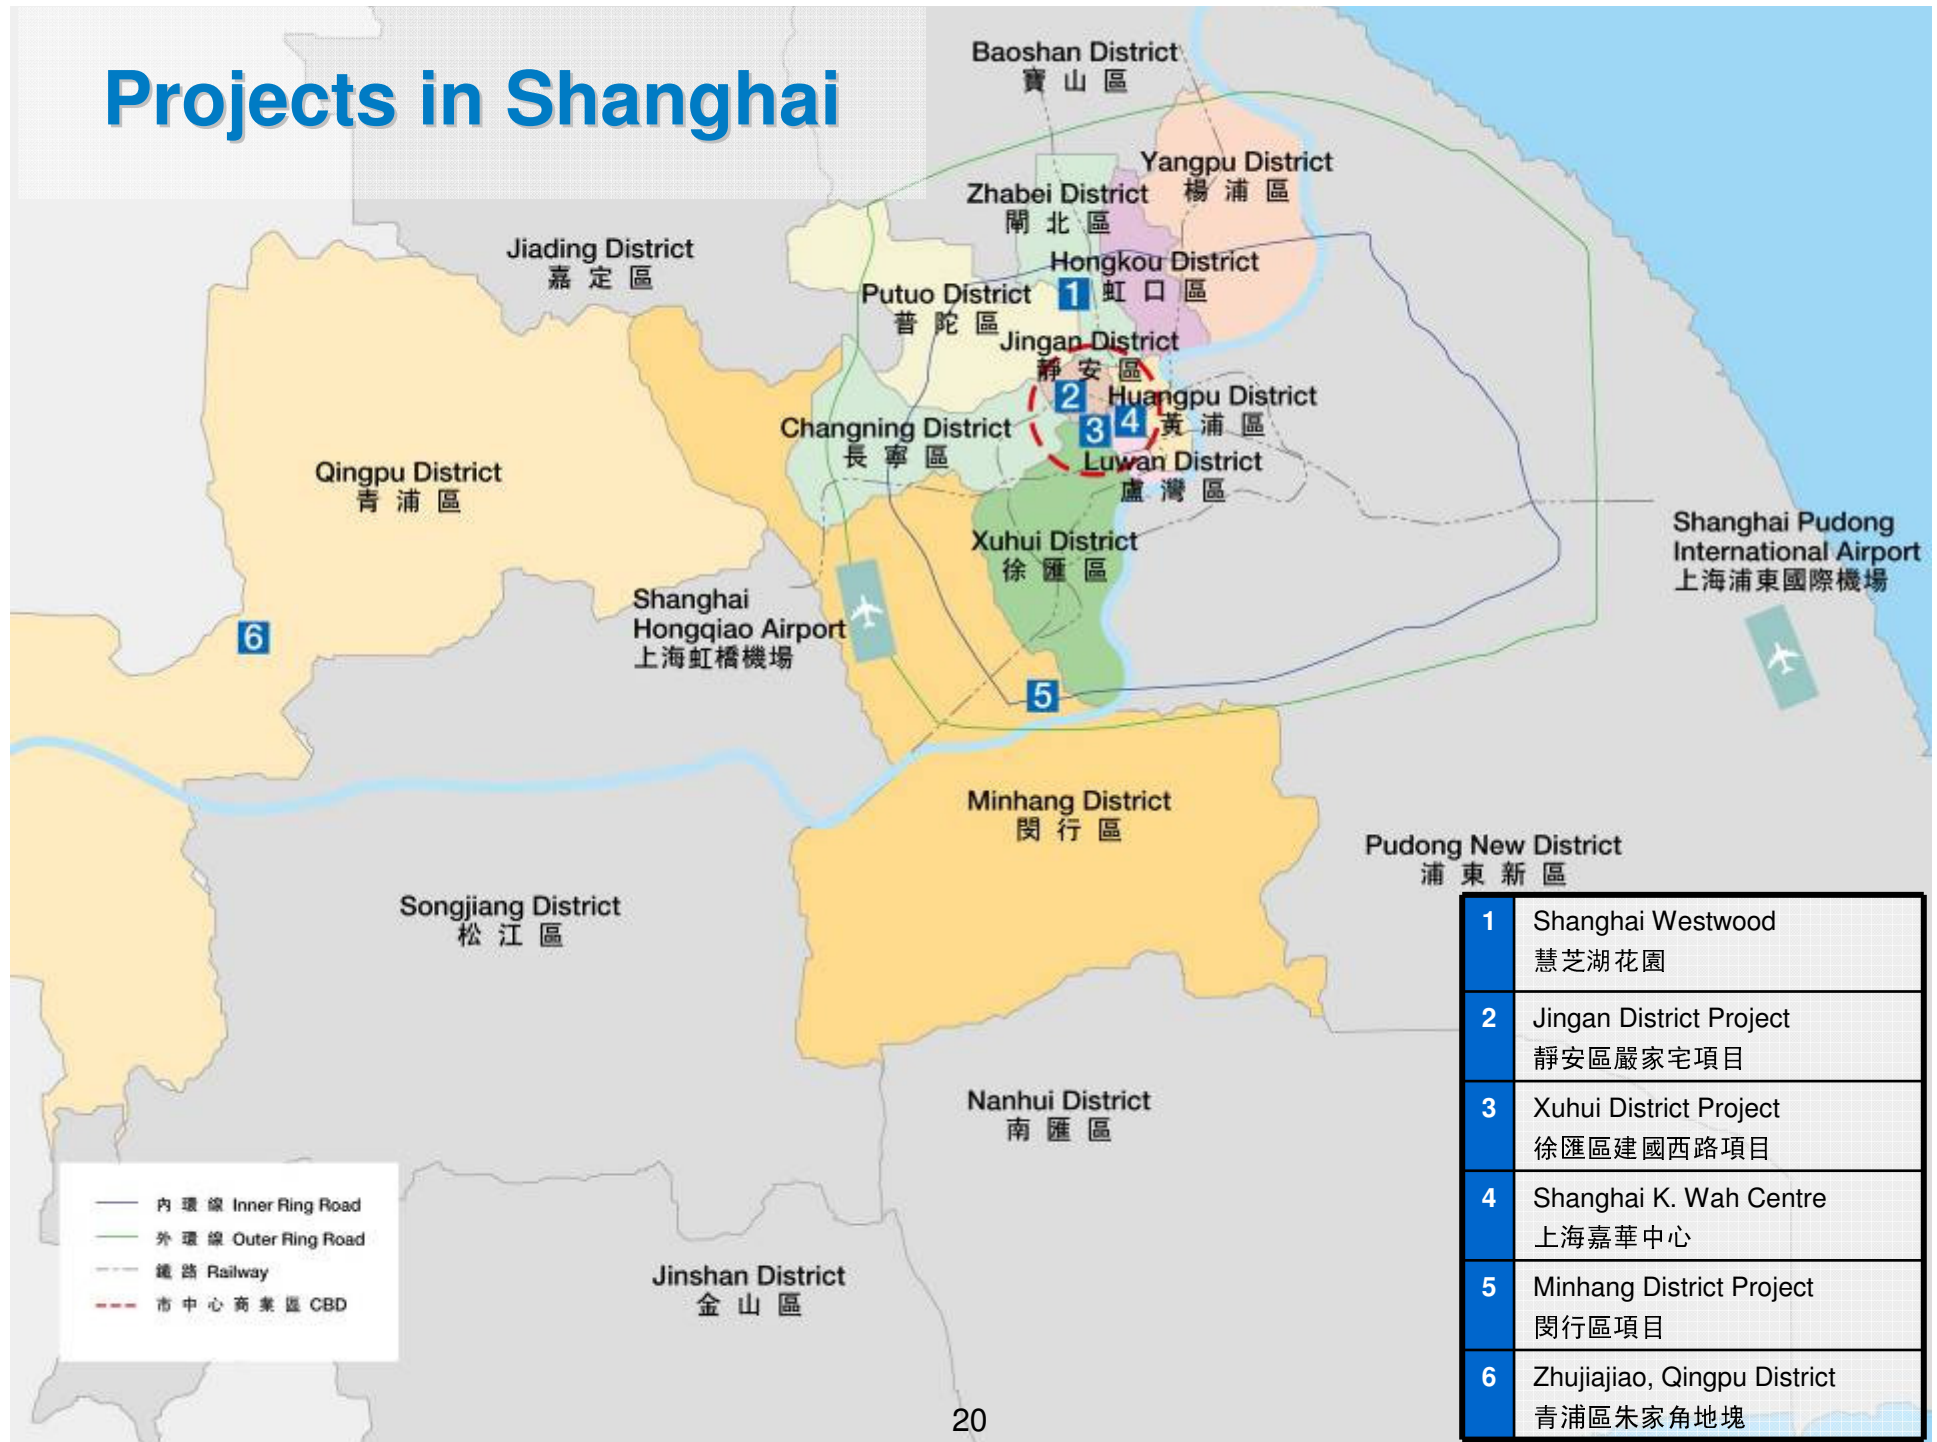 Projects in Shanghai
Baoshan District
寶山區
Yangpu District
楊浦區
Zhabei District
閘北區
Jiading District
嘉定區
Hongkou District
虹口區
Putuo District
普陀區
1
Jingan District
靜安區
2
Huangpu District
黃浦區
3
4
Changning District
長寧區
Luwan District
盧灣區
Qingpu District
青浦區
Xuhui District
徐匯區
Shanghai Pudong
International Airport
上海浦東國際機場
Shanghai
Hongqiao Airport
上海虹橋機場
6
5
Minhang District
閔行區
Pudong New District
浦東新區
Songjiang District
松江區
Nanhui District
南匯區
Jinshan District
金山區
內環線 Inner Ring Road
外環線 Outer Ring Road
鐵路 Railway
市中心商業區 CBD
1 Shanghai Westwood
慧芝湖花園
2 Jingan District Project
靜安區嚴家宅項目
3 Xuhui District Project
徐匯區建國西路項目
4 Shanghai K. Wah Centre
上海嘉華中心
5 Minhang District Project
閔行區項目
6 Zhujiajiao, Qingpu District
青浦區朱家角地塊
20